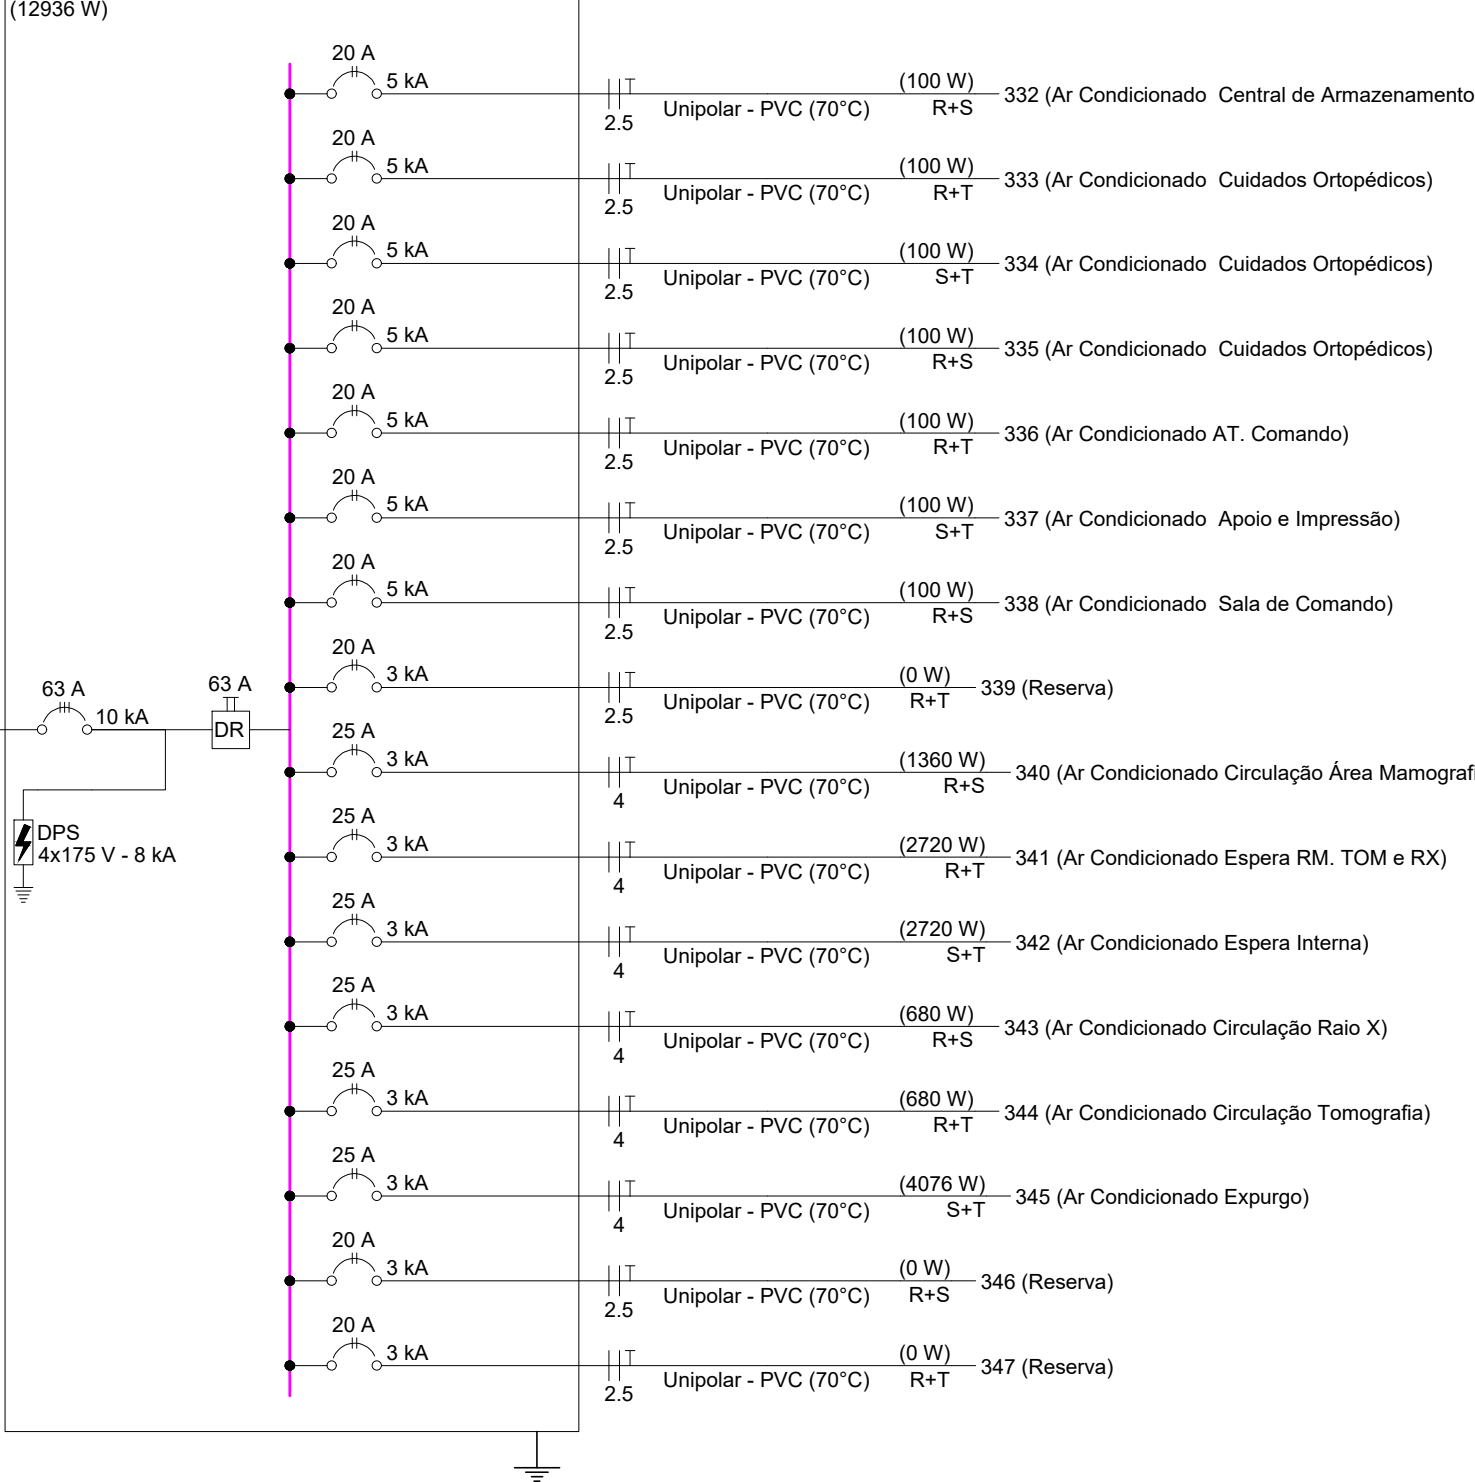 (12936 W)
20 A
5 kA
2.5
Unipolar - PVC (70°C)
(100 W)
R+S
332 (Ar Condicionado  Central de Armazenamento
20 A
5 kA
2.5
Unipolar - PVC (70°C)
(100 W)
R+T
333 (Ar Condicionado  Cuidados Ortopédicos)
20 A
5 kA
2.5
Unipolar - PVC (70°C)
(100 W)
S+T
334 (Ar Condicionado  Cuidados Ortopédicos)
20 A
5 kA
2.5
Unipolar - PVC (70°C)
(100 W)
R+S
335 (Ar Condicionado  Cuidados Ortopédicos)
20 A
5 kA
2.5
Unipolar - PVC (70°C)
(100 W)
R+T
336 (Ar Condicionado AT. Comando)
20 A
5 kA
2.5
Unipolar - PVC (70°C)
(100 W)
S+T
337 (Ar Condicionado  Apoio e Impressão)
20 A
5 kA
2.5
Unipolar - PVC (70°C)
(100 W)
R+S
338 (Ar Condicionado  Sala de Comando)
20 A
3 kA
2.5
Unipolar - PVC (70°C)
(0 W)
R+T
339 (Reserva)
63 A
10 kA
63 A
DR
DPS
4x175 V - 8 kA
25 A
3 kA
4
Unipolar - PVC (70°C)
(1360 W)
R+S
340 (Ar Condicionado Circulação Área Mamografi
25 A
3 kA
4
Unipolar - PVC (70°C)
(2720 W)
R+T
341 (Ar Condicionado Espera RM. TOM e RX)
25 A
3 kA
4
Unipolar - PVC (70°C)
(2720 W)
S+T
342 (Ar Condicionado Espera Interna)
25 A
3 kA
4
Unipolar - PVC (70°C)
(680 W)
R+S
343 (Ar Condicionado Circulação Raio X)
25 A
3 kA
4
Unipolar - PVC (70°C)
(680 W)
R+T
344 (Ar Condicionado Circulação Tomografia)
25 A
3 kA
4
Unipolar - PVC (70°C)
(4076 W)
S+T
345 (Ar Condicionado Expurgo)
20 A
3 kA
2.5
Unipolar - PVC (70°C)
(0 W)
R+S
346 (Reserva)
20 A
3 kA
2.5
Unipolar - PVC (70°C)
(0 W)
R+T
347 (Reserva)